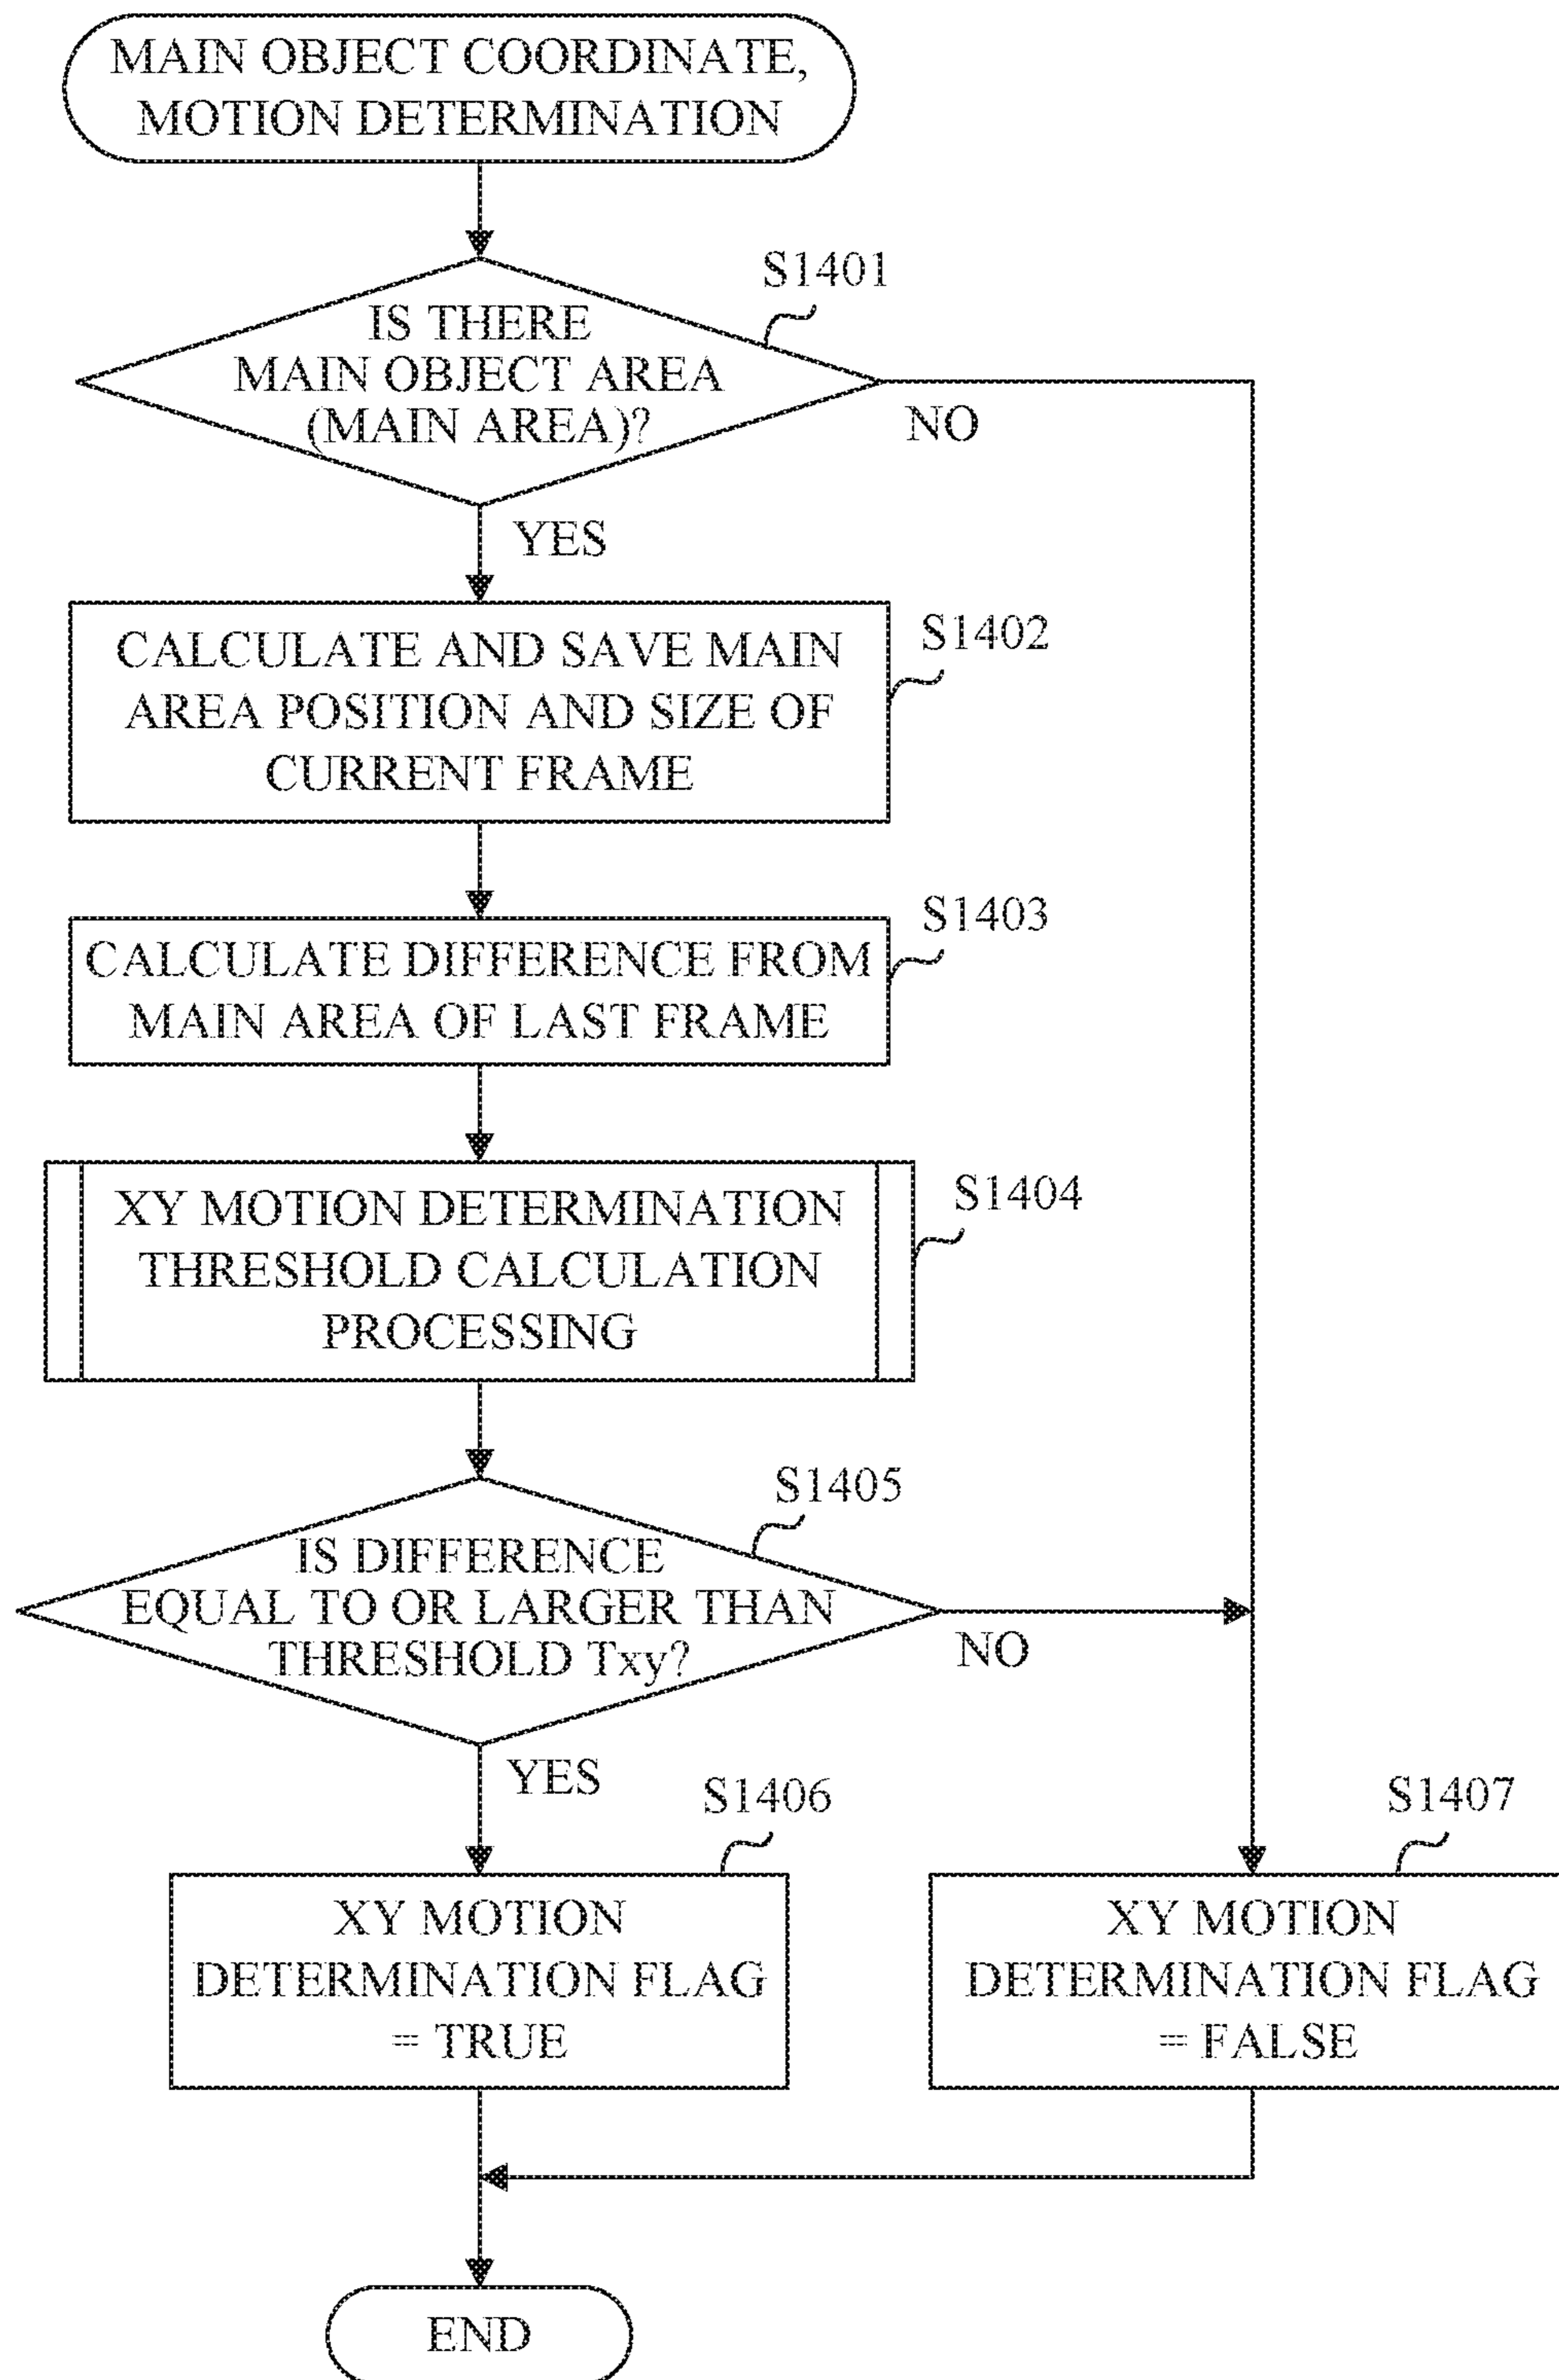 MAIN OBJECT COORDINATE,
MOTION DETERMINATION
S1401
IS THERE
MAIN OBJECT AREA
(MAIN AREA)?
NO
YES
S1402
CALCULATE AND SAVE MAIN
AREA POSITION AND SIZE OF
CURRENT FRAME
S1403
CALCULATE DIFFERENCE FROM
MAIN AREA OF LAST FRAME
S1404
XY MOTION DETERMINATION
THRESHOLD CALCULATION
PROCESSING
S1405
IS DIFFERENCE
EQUAL TO OR LARGER THAN
THRESHOLD Txy?
NO
YES
S1406
XY MOTION
DETERMINATION FLAG
= TRUE
S1407
XY MOTION
DETERMINATION FLAG
= FALSE
END